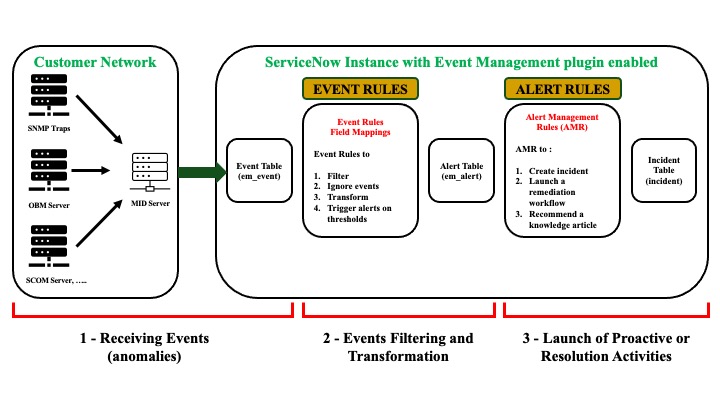 Customer Network
SNMP Traps
OBM Server
MID Server
SCOM Server, .....
ServiceNow Instance with Event Management plugin enabled
Event Table
(em_event)
EVENT RULES
Event Rules
Field Mappings
Event Rules to
1. Filter
2. Ignore events
3. Transform
4. Trigger alerts on
thresholds
Alert Table
(em_alert)
ALERT RULES
Alert Management
Rules (AMR)
AMR to :
1. Create incident
2. Launch a
remediation
workflow
3. Recommend a
knowledge article
Incident
Table
(incident)
1 - Receiving Events
(anomalies)
2 - Events Filtering and
Transformation
3 - Launch of Proactive or
Resolution Activities